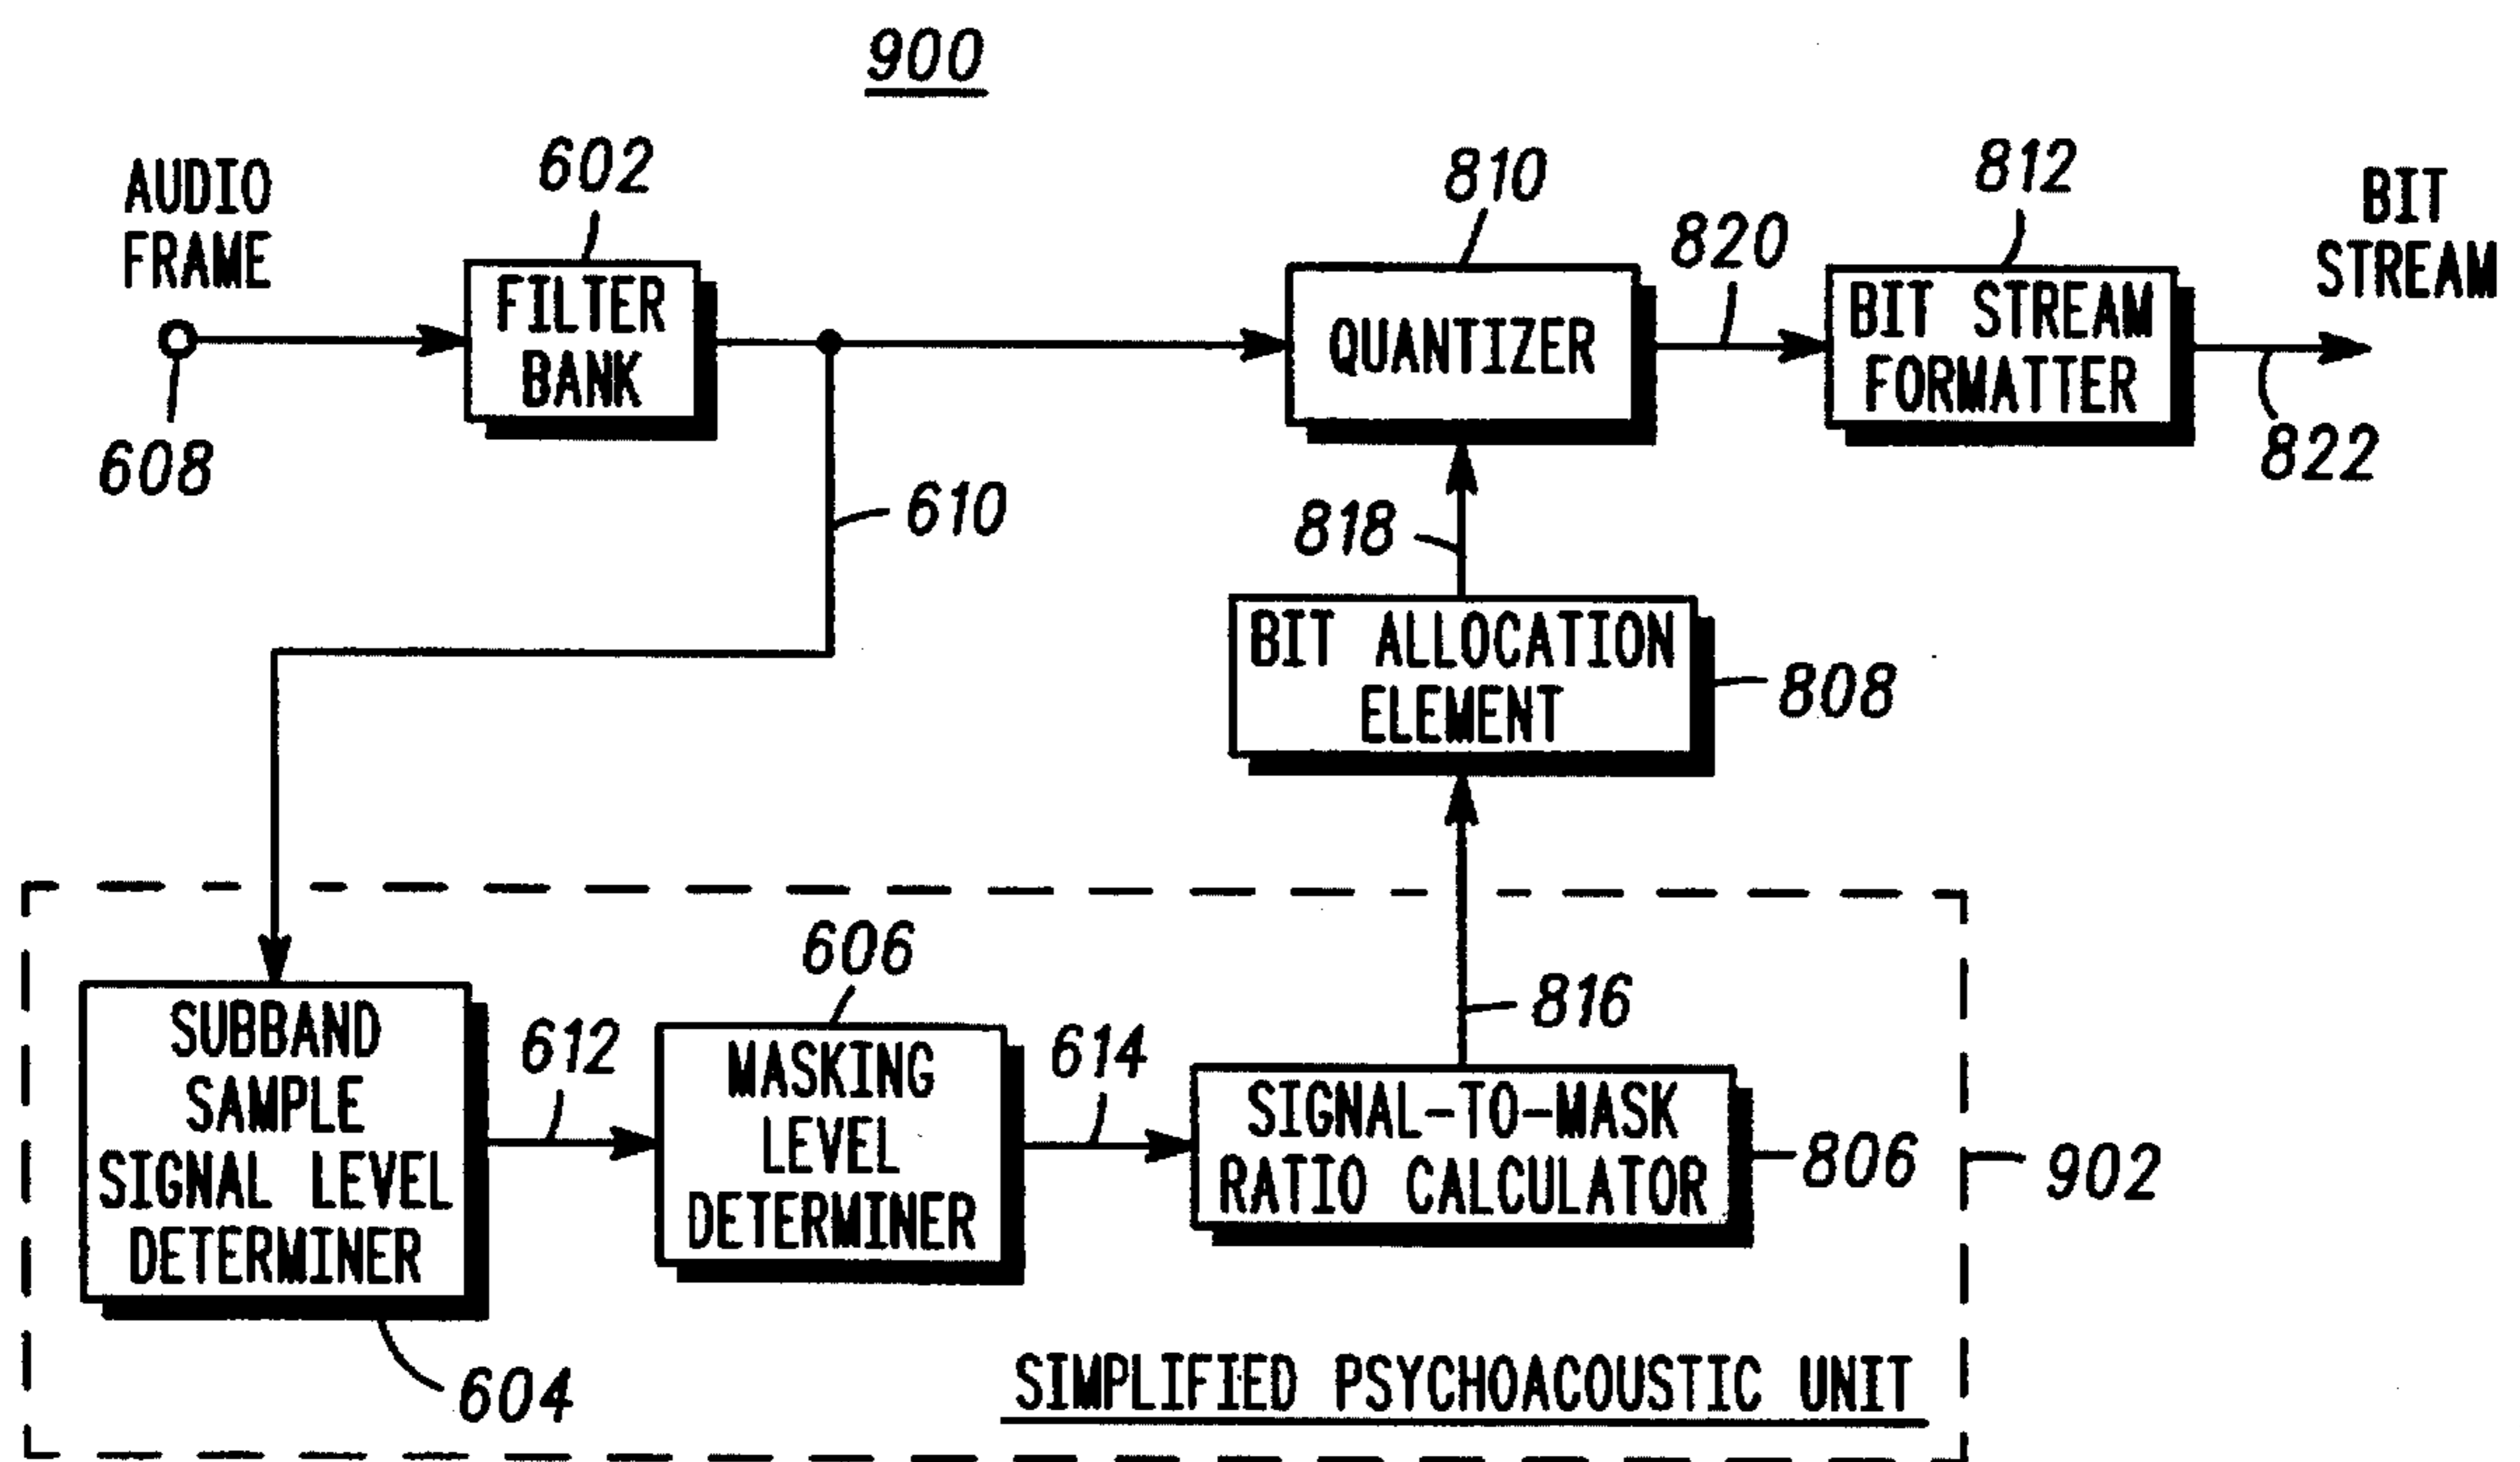 900
AUDIO
FRAME
608
602
FILTER
BANK
610
810
QUANTIZER
820
812
BIT STREAM
FORMATTER
BIT
STREAM
822
818
BIT ALLOCATION
ELEMENT
808
816
SUBBAND
SAMPLE
SIGNAL LEVEL
DETERMINER
604
612
606
MASKING
LEVEL
DETERMINER
614
SIGNAL-TO-MASK
RATIO CALCULATOR
806
902
SIMPLIFIED PSYCHOACOUSTIC UNIT